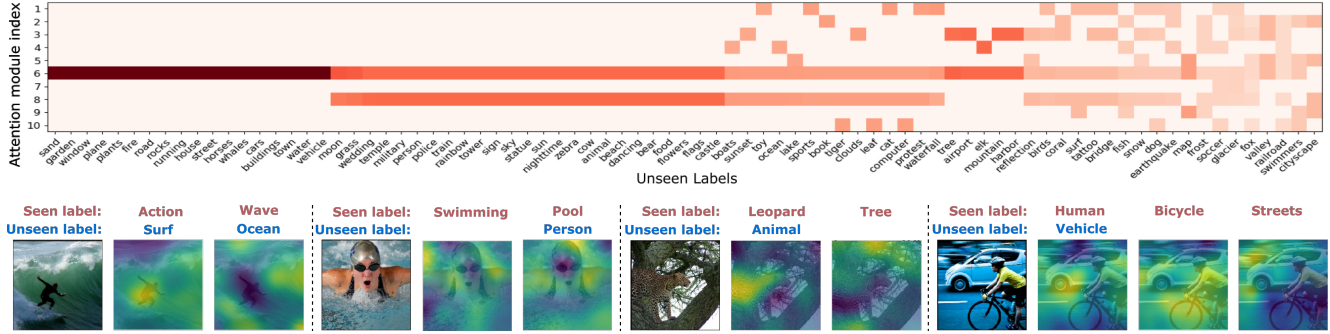 Attention module index
1
2
3
4
5
6
7
8
9
10
sand garden window plane plants fire road rocks running house street horses whales cars buildings town water vehicle moon grass wedding temple military person police train rainbow tower sign sky statue sun nighttime zebra cow animal beach dancing bear food flowers flags castle boats sunset toy ocean lake sports book tiger clouds leaf cat computer protest waterfall tree airport elk mountain harbor reflection birds coral surf tattoo bridge fish snow dog earthquake map frost soccer glacier fox valley railroad swimmers cityscape
Unseen Labels
Seen label: Action Wave Seen label: Swimming Pool Seen label: Leopard Tree Seen label: Human Bicycle Streets
Unseen label: Surf Ocean Unseen label: Person Unseen label: Animal Unseen label: Vehicle